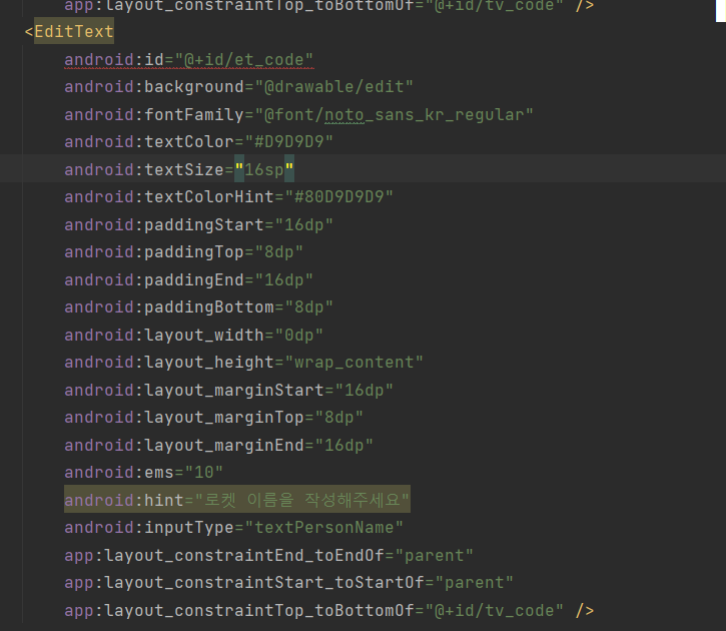 app:layout_constraintTop_toBottomOf="@+id/tv_code" />
<EditText
android:id="@+id/et_code"
android:background="@drawable/edit"
android:fontFamily="@font/noto_sans_kr_regular"
android:textColor="#D9D9D9"
android:textSize="16sp"
android:textColorHint="#80D9D9D9"
android:paddingStart="16dp"
android:paddingTop="8dp"
android:paddingEnd="16dp"
android:paddingBottom="8dp"
android:layout_width="0dp"
android:layout_height="wrap_content"
android:layout_marginStart="16dp"
android:layout_marginTop="8dp"
android:layout_marginEnd="16dp"
android:ems="10"
android:hint="로켓 이름을 작성해주세요"
android:inputType="textPersonName"
app:layout_constraintEnd_toEndOf="parent"
app:layout_constraintStart_toStartOf="parent"
app:layout_constraintTop_toBottomOf="@+id/tv_code" />